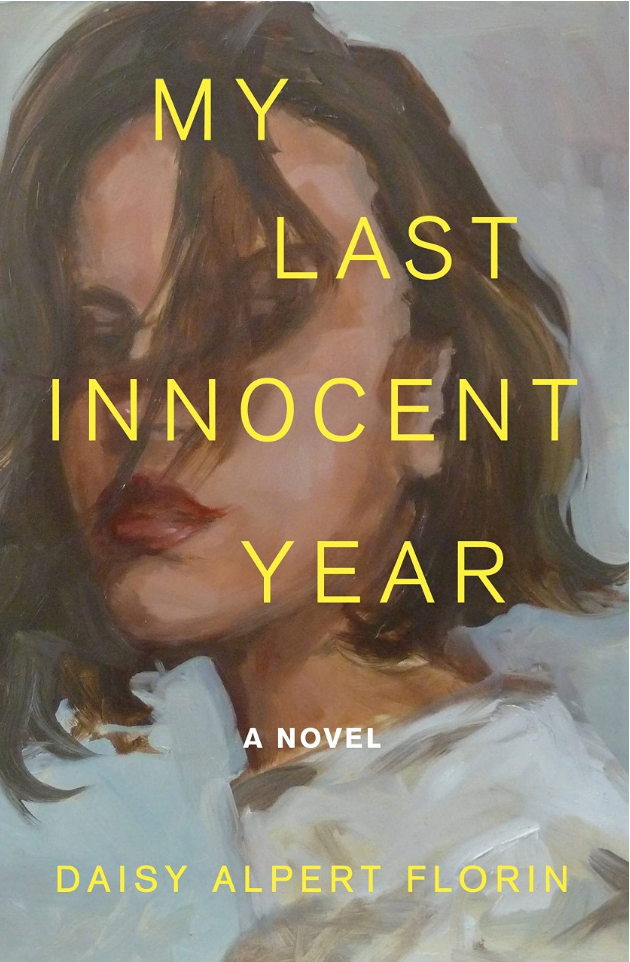 MY
LAST
INNOCENT
YEAR
A NOVEL
DAISY ALPERT FLORIN